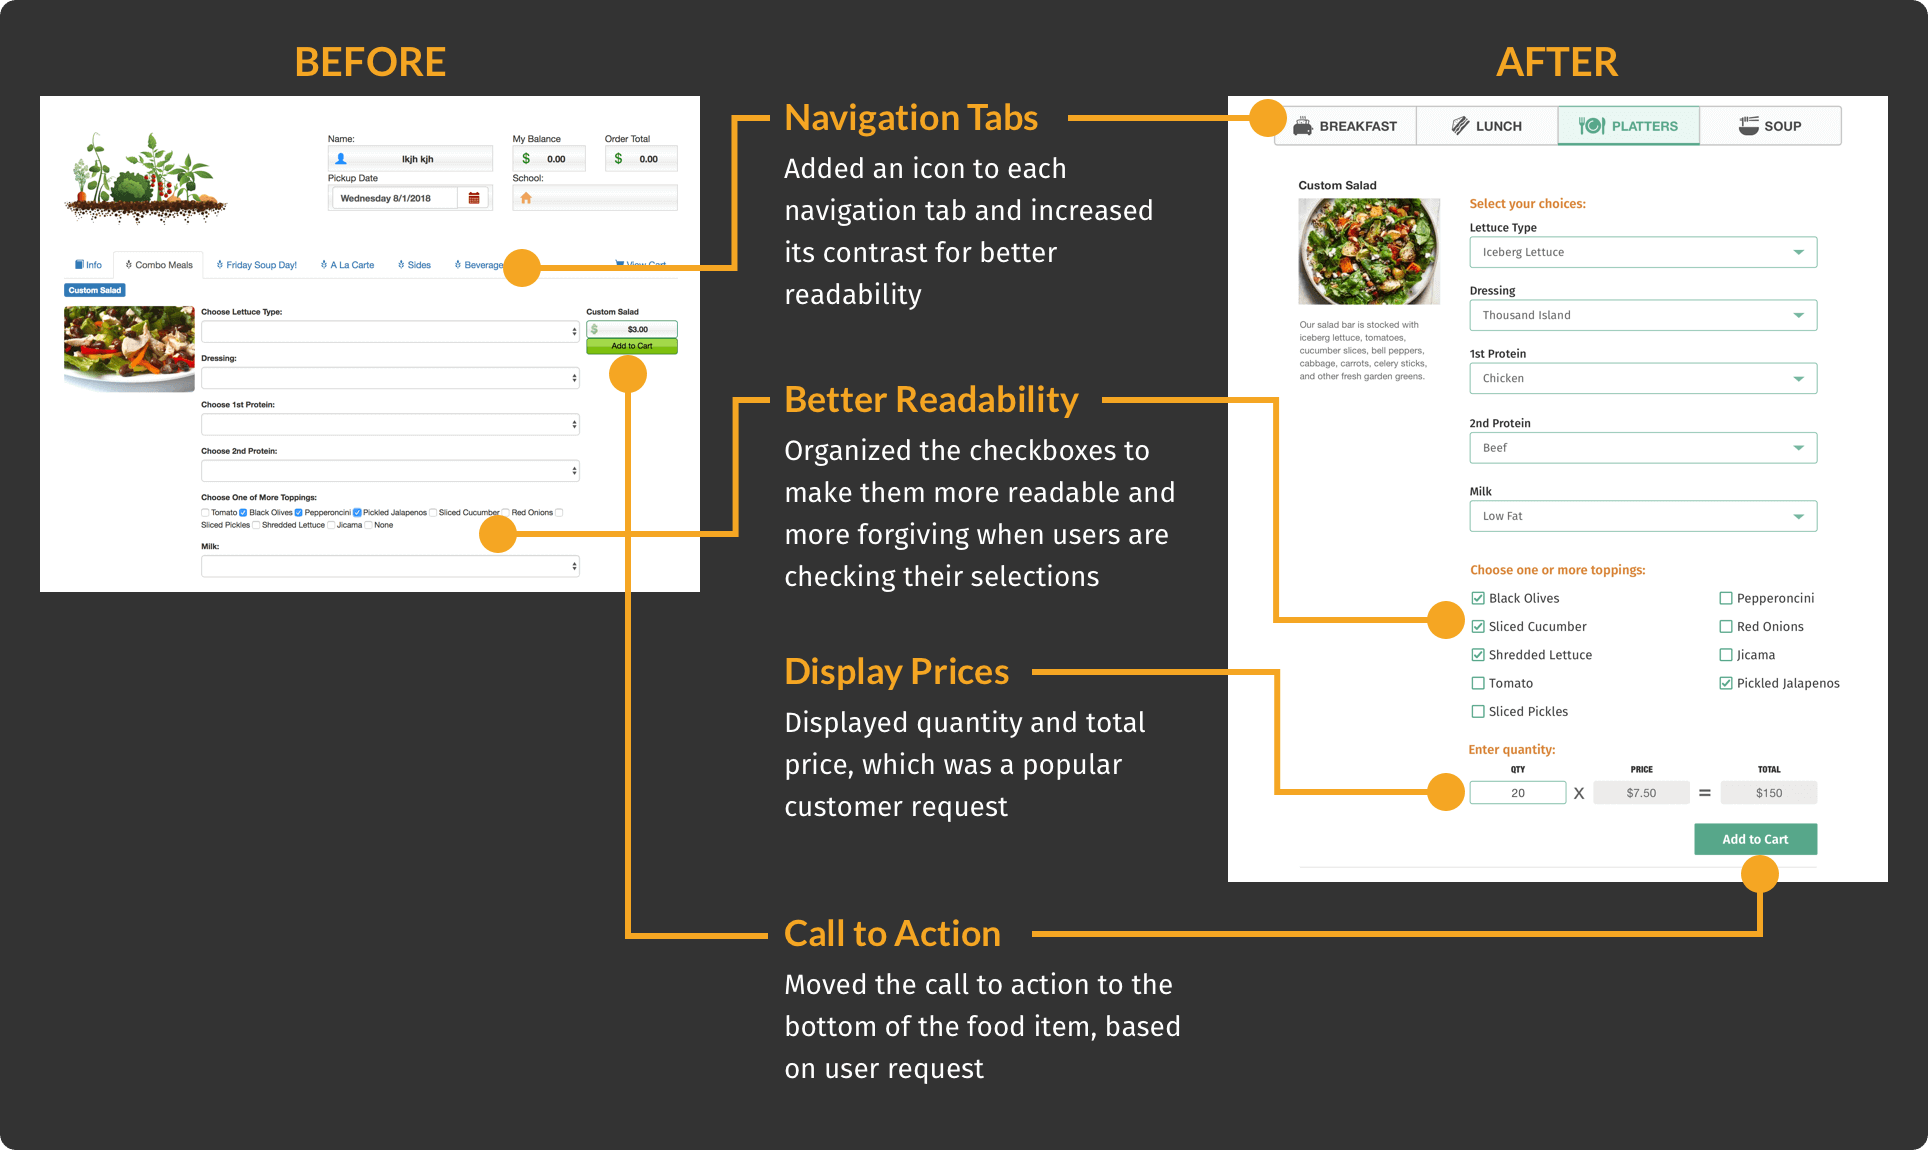 BEFORE
Name:
lkjh kjh
My Balance
$ 0.00
Order Total
$ 0.00
Pickup Date
Wednesday 8/1/2018
School:
Info
Combo Meals
Friday Soup Day!
A La Carte
Sides
Beverage
View Cart
Custom Salad
Choose Lettuce Type:
Dressing:
Choose 1st Protein:
Choose 2nd Protein:
Choose One of More Toppings:
Tomato Black Olives Pepperoncini Pickled Jalapenos Sliced Cucumber Red Onions
Sliced Pickles Shredded Lettuce Jicama None
Milk:
Custom Salad
$ $3.00
Add to Cart
Navigation Tabs
Added an icon to each
navigation tab and increased
its contrast for better
readability
Better Readability
Organized the checkboxes to
make them more readable and
more forgiving when users are
checking their selections
Display Prices
Displayed quantity and total
price, which was a popular
customer request
Call to Action
Moved the call to action to the
bottom of the food item, based
on user request
AFTER
BREAKFAST
LUNCH
PLATTERS
SOUP
Custom Salad
Our salad bar is stocked with
iceberg lettuce, tomatoes,
cucumber slices, bell peppers,
cabbage, carrots, celery sticks,
and other fresh garden greens.
Select your choices:
Lettuce Type
Iceberg Lettuce
Dressing
Thousand Island
1st Protein
Chicken
2nd Protein
Beef
Milk
Low Fat
Choose one or more toppings:
Black Olives
Pepperoncini
Sliced Cucumber
Red Onions
Shredded Lettuce
Jicama
Tomato
Pickled Jalapenos
Sliced Pickles
Enter quantity:
QTY PRICE TOTAL
20 X $7.50 = $150
Add to Cart